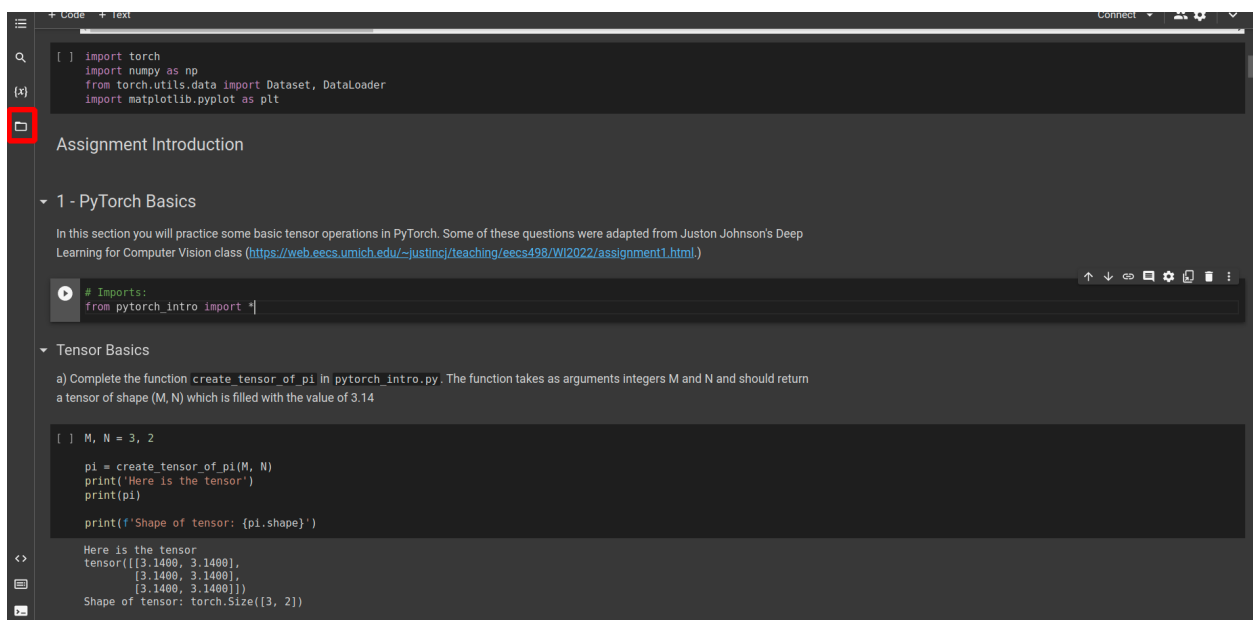 + Code + Text
Connect
[ ] import torch
import numpy as np
from torch.utils.data import Dataset, DataLoader
import matplotlib.pyplot as plt
{x}
Assignment Introduction
1 - PyTorch Basics
In this section you will practice some basic tensor operations in PyTorch. Some of these questions were adapted from Juston Johnson's Deep
Learning for Computer Vision class (https://web.eecs.umich.edu/~justincj/teaching/eecs498/WI2022/assignment1.html.)
# Imports:
from pytorch_intro import *
Tensor Basics
a) Complete the function create_tensor_of_pi in pytorch_intro.py. The function takes as arguments integers M and N and should return
a tensor of shape (M, N) which is filled with the value of 3.14
[ ] M, N = 3, 2
pi = create_tensor_of_pi(M, N)
print('Here is the tensor')
print(pi)
print(f'Shape of tensor: {pi.shape}')
Here is the tensor
tensor([[3.1400, 3.1400],
[3.1400, 3.1400],
[3.1400, 3.1400]])
Shape of tensor: torch.Size([3, 2])